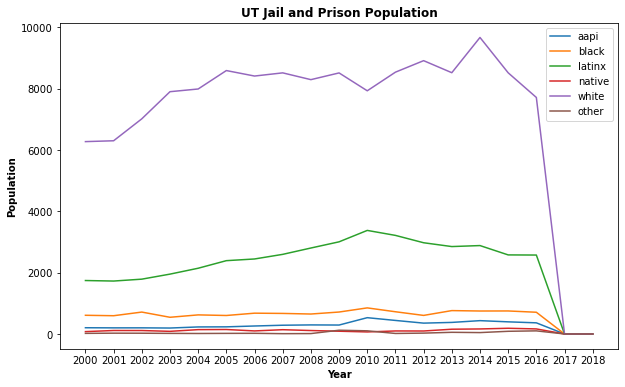 UT Jail and Prison Population
10000
8000
6000
4000
2000
0
Population
aapi
black
latinx
native
white
other
2000 2001 2002 2003 2004 2005 2006 2007 2008 2009 2010 2011 2012 2013 2014 2015 2016 2017 2018
Year